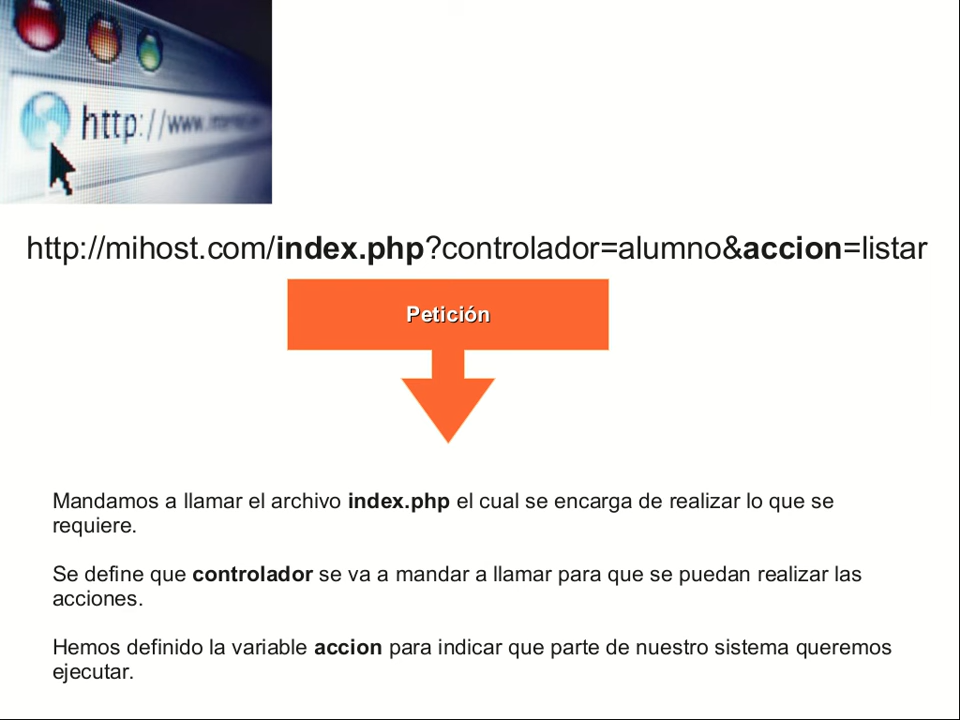 http://www.
http://mihost.com/index.php?controlador=alumno&accion=listar
Petición
Mandamos a llamar el archivo index.php el cual se encarga de realizar lo que se
requiere.
Se define que controlador se va a mandar a llamar para que se puedan realizar las
acciones.
Hemos definido la variable accion para indicar que parte de nuestro sistema queremos
ejecutar.